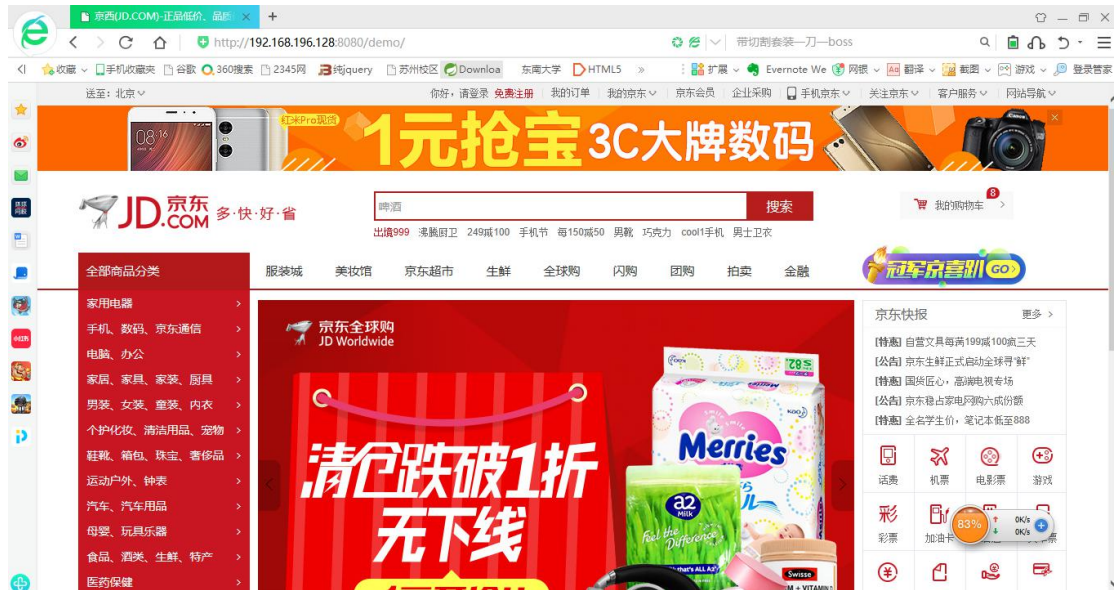 京西(JD.COM)-正品低价、品质
http://192.168.196.128:8080/demo/
带切割套装一刀一boss
收藏 手机收藏夹 谷歌 360搜索 2345网 纯jquery 苏州校区 Downloa 东南大学 HTML5 » 扩展 Evernote We 网银 翻译 截图 游戏 登录管家
送至：北京 你好，请登录 免费注册 我的订单 我的京东 京东会员 企业采购 手机京东 关注京东 客户服务 网站导航
08:16
红米Pro现货
1元抢宝3C大牌数码
Canon
JD.COM 京东 多·快·好·省
啤酒 搜索
8
我的购物车
出境999 沸腾厨卫 249减100 手机节 每150减50 男靴 巧克力 cool1手机 男士卫衣
全部商品分类 服装城 美妆馆 京东超市 生鲜 全球购 闪购 团购 拍卖 金融
冠军京喜趴 GO
家用电器
手机、数码、京东通信
电脑、办公
家居、家具、家装、厨具
男装、女装、童装、内衣
个护化妆、清洁用品、宠物
鞋靴、箱包、珠宝、奢侈品
运动户外、钟表
汽车、汽车用品
母婴、玩具乐器
食品、酒类、生鲜、特产
医药保健
京东全球购
JD Worldwide
清仓跌破1折
无下线
Merries
a2
Milk
Feel the Difference
Swisse
京东快报 更多
[特惠] 自营文具每满199减100疯三天
[公告] 京东生鲜正式启动全球寻"鲜"
[特惠] 国货匠心，高端电视专场
[公告] 京东稳占家电网购六成份额
[特惠] 全名学生价，笔记本低至888
话费 机票 电影票 游戏
彩 83% 0K/s
0K/s
彩票 加油卡